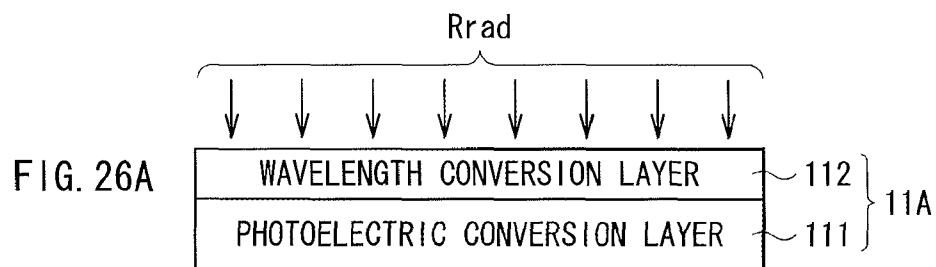 Rrad
FIG. 26A
WAVELENGTH CONVERSION LAYER 112
PHOTOELECTRIC CONVERSION LAYER 111
11A